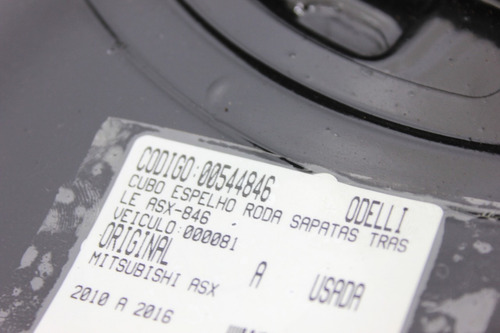 CODIGO:00544846 ODELLI
CUBO ESPELHO RODA SAPATAS TRAS
LE ASX-846
VEICULO:000081
ORIGINAL A USADA
MITSUBISHI ASX
2010 A 2016